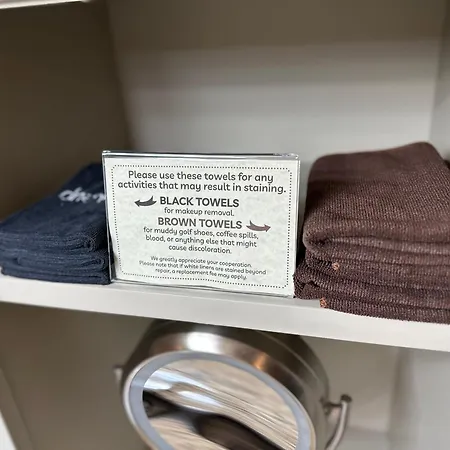 Please use these towels for any
activities that may result in staining.
BLACK TOWELS
for makeup removal.
BROWN TOWELS
for muddy golf shoes, coffee spills,
blood, or anything else that might
cause discoloration.
We greatly appreciate your cooperation.
Please note that if white linens are stained beyond
repair, a replacement fee may apply.